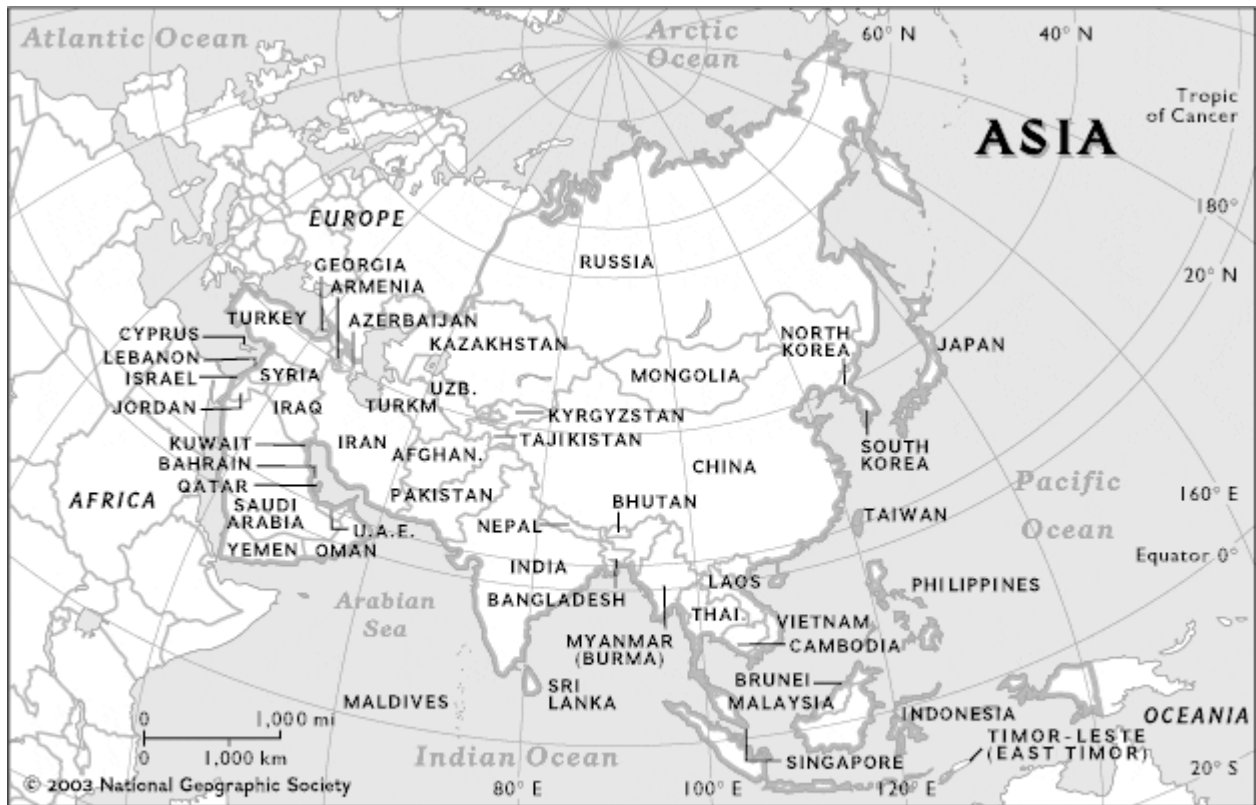 Atlantic Ocean
Arctic
Ocean
60° N
40° N
Tropic
of Cancer
ASIA
180°
20° N
EUROPE
GEORGIA
ARMENIA
RUSSIA
TURKEY
AZERBAIJAN
CYPRUS
LEBANON
ISRAEL
JORDAN
SYRIA
IRAQ
KAZAKHSTAN
UZB.
TURKM.
MONGOLIA
NORTH
KOREA
JAPAN
KYRGYZSTAN
TAJIKISTAN
KUWAIT
BAHRAIN
QATAR
IRAN
AFGHAN.
CHINA
SOUTH
KOREA
AFRICA
SAUDI
ARABIA
PAKISTAN
BHUTAN
Pacific
Ocean
160° E
U.A.E.
NEPAL
TAIWAN
YEMEN
OMAN
INDIA
LAOS
Equator 0°
Arabian
Sea
BANGLADESH
THAI.
PHILIPPINES
VIETNAM
MYANMAR
(BURMA)
CAMBODIA
MALDIVES
SRI
LANKA
BRUNEI
MALAYSIA
INDONESIA
OCEANIA
0 1,000 mi
0 1,000 km
Indian Ocean
SINGAPORE
TIMOR-LESTE
(EAST TIMOR)
20° S
© 2003 National Geographic Society
80° E
100° E
120° E